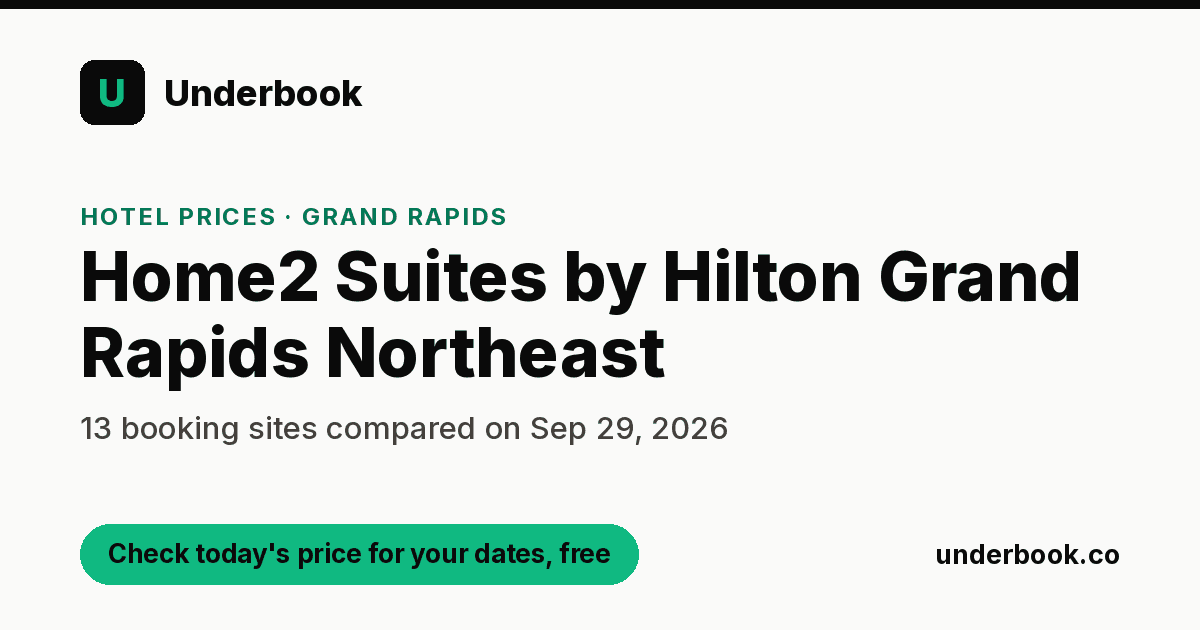 U
Underbook
HOTEL PRICES · GRAND RAPIDS
Home2 Suites by Hilton Grand
Rapids Northeast
13 booking sites compared on Sep 29, 2026
Check today's price for your dates, free
underbook.co